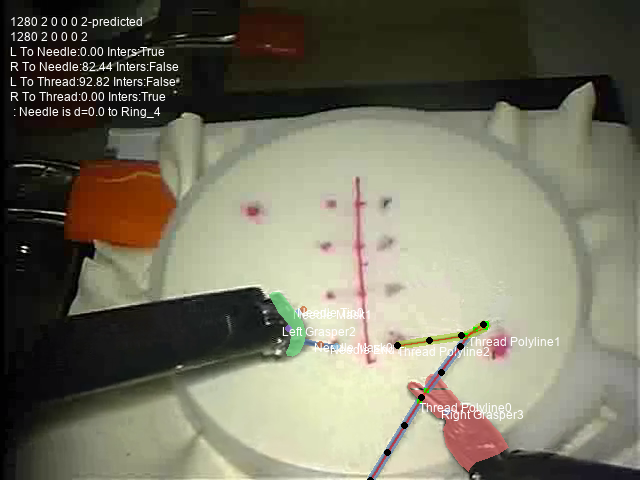 1280 2 0 0 0 2-predicted
1280 2 0 0 0 2
L To Needle:0.00 Inters:True
R To Needle:82.44 Inters:False
L To Thread:92.82 Inters:False
R To Thread:0.00 Inters:True
: Needle is d=0.0 to Ring_4
Left Grasper2
Thread Polyline1
Thread Polyline2
Thread Polyline0
Right Grasper3